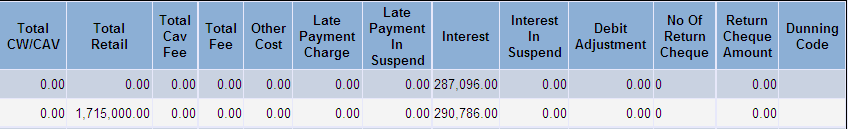 Total CW/CAV Total Retail Total Cav Fee Total Fee Other Cost Late Payment Charge Late Payment In Suspend Interest Interest In Suspend Debit Adjustment No Of Return Cheque Return Cheque Amount Dunning Code
0.00 0.00 0.00 0.00 0.00 0.00 0.00 287,096.00 0.00 0.00 0 0.00
0.00 1,715,000.00 0.00 0.00 0.00 0.00 0.00 290,786.00 0.00 0.00 0 0.00